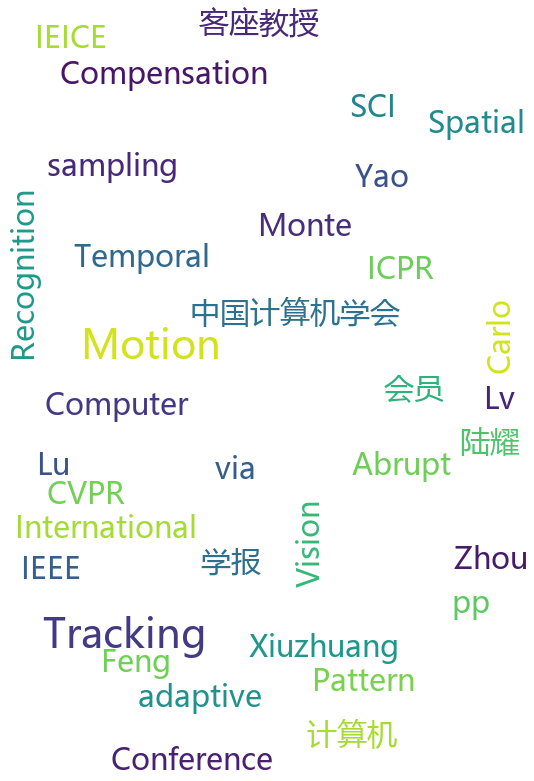 客座教授
IEICE
Compensation
SCI
Spatial
sampling
Yao
Recognition
Monte
Temporal
ICPR
中国计算机学会
Carlo
Motion
会员
Computer
Lv
陆耀
Lu
via
Abrupt
CVPR
International
Vision
IEEE
学报
Zhou
pp
Tracking
Xiuzhuang
Feng
Pattern
adaptive
计算机
Conference